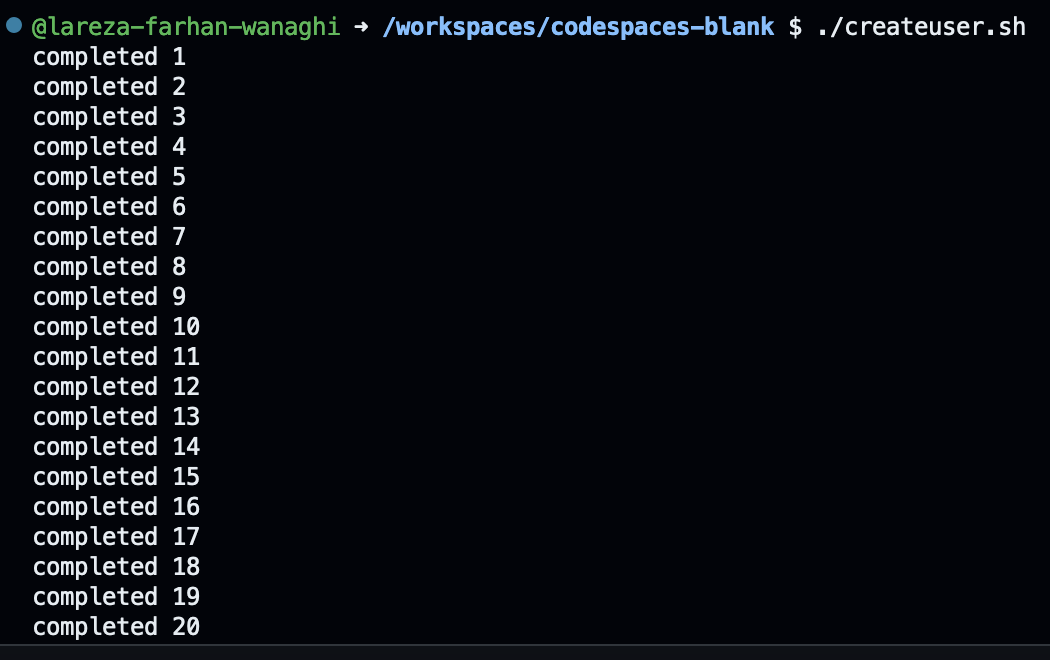 @lareza-farhan-wanaghi ➜ /workspaces/codespaces-blank $ ./createuser.sh
completed 1
completed 2
completed 3
completed 4
completed 5
completed 6
completed 7
completed 8
completed 9
completed 10
completed 11
completed 12
completed 13
completed 14
completed 15
completed 16
completed 17
completed 18
completed 19
completed 20